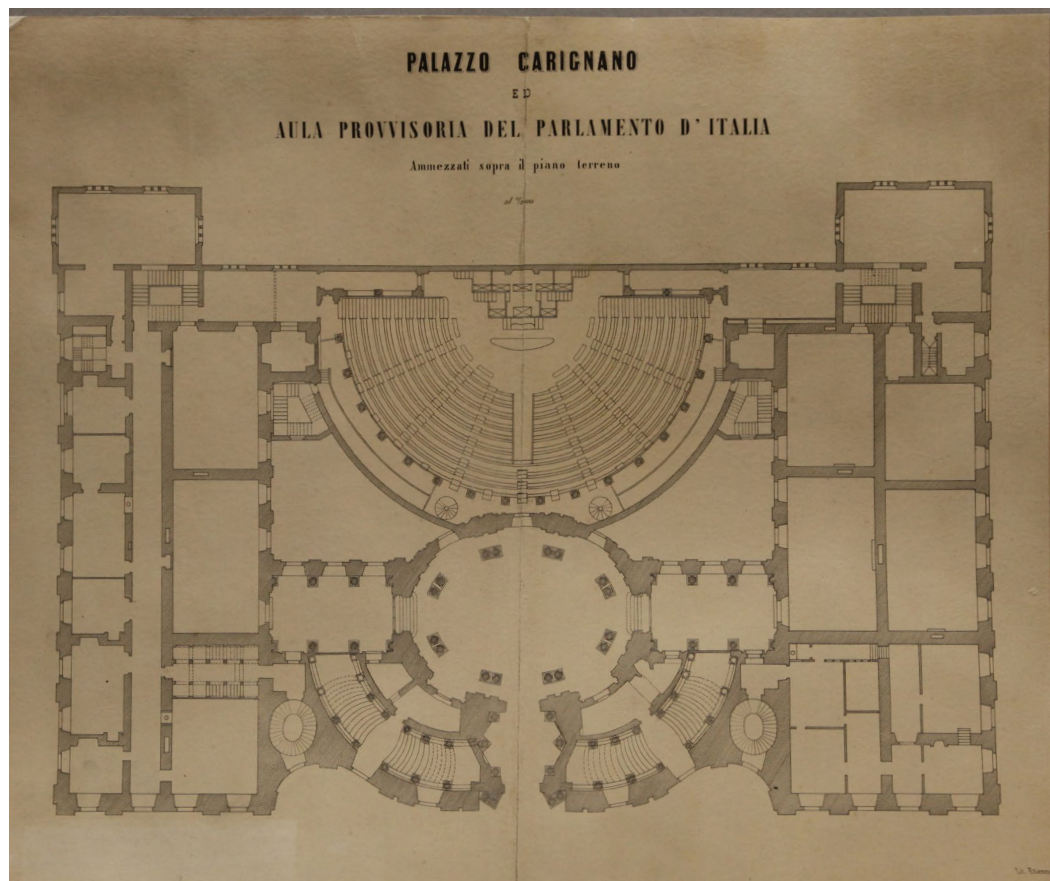 PALAZZO CARIGNANO
ED
AULA PROVVISORIA DEL PARLAMENTO D'ITALIA
Ammezzati sopra il piano terreno